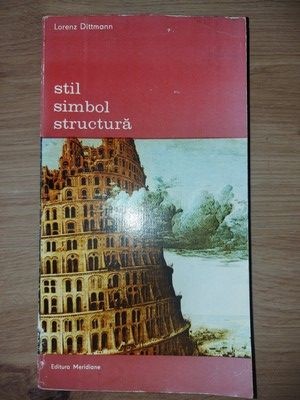 Lorenz Dittmann
stil
simbol
structură
Editura Meridiane